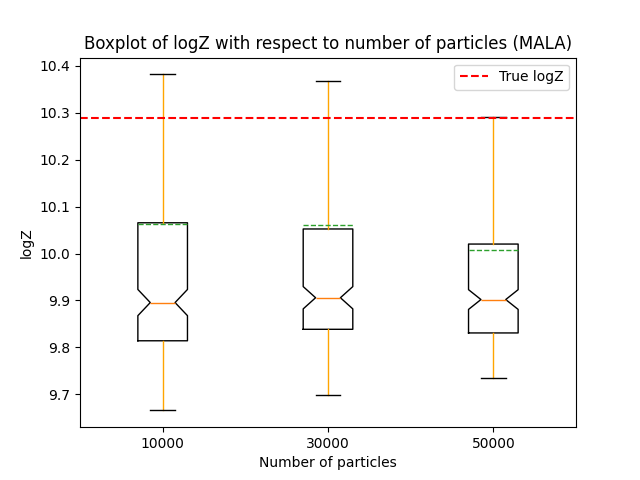 Boxplot of logZ with respect to number of particles (MALA)
True logZ
10.4
10.3
10.2
10.1
10.0
9.9
9.8
9.7
logZ
10000
30000
50000
Number of particles